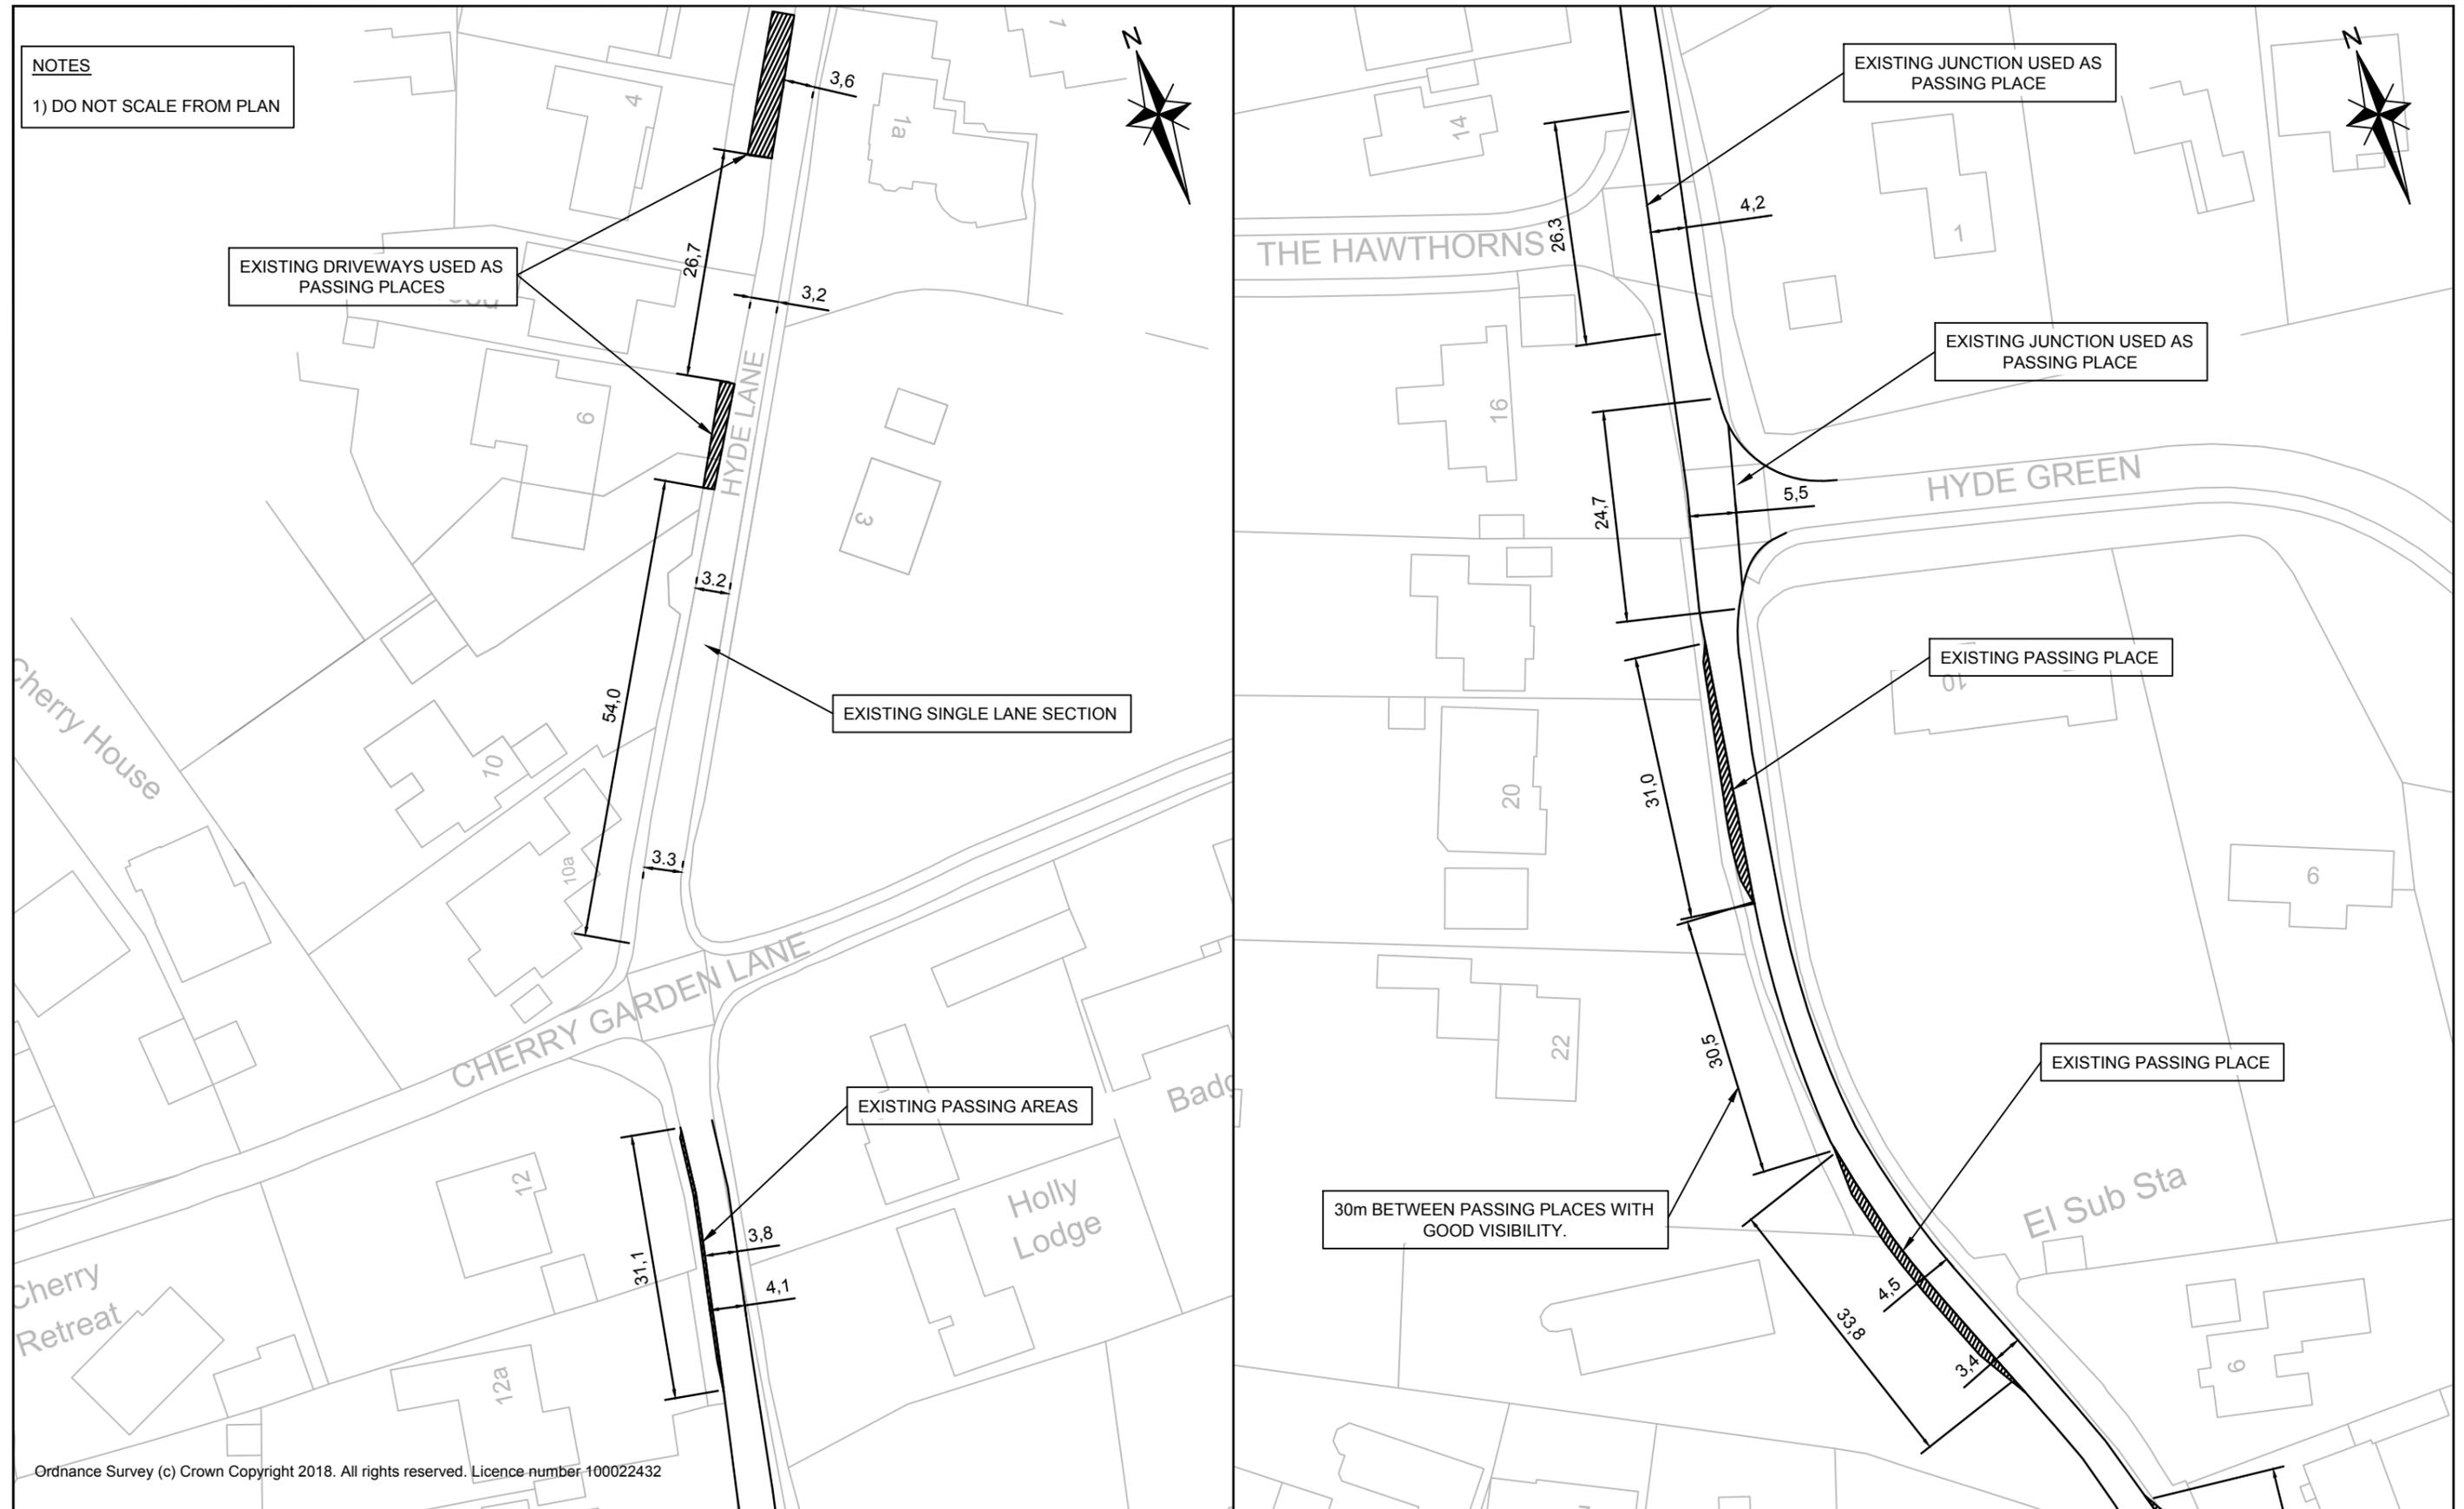 NOTES
1) DO NOT SCALE FROM PLAN
N
3,6
4
1a
1
26,7
EXISTING DRIVEWAYS USED AS
PASSING PLACES
3,2
HYDE LANE
6
3
3.2
54,0
EXISTING SINGLE LANE SECTION
Cherry House
10
10a
3.3
CHERRY GARDEN LANE
EXISTING PASSING AREAS
Holly
Lodge
12
31,1
3,8
4,1
Cherry
Retreat
12a
Ordnance Survey (c) Crown Copyright 2018. All rights reserved. Licence number 100022432
N
EXISTING JUNCTION USED AS
PASSING PLACE
14
4,2
1
26,3
THE HAWTHORNS
EXISTING JUNCTION USED AS
PASSING PLACE
16
24,7
5,5
HYDE GREEN
EXISTING PASSING PLACE
10
31,0
20
6
30,5
22
EXISTING PASSING PLACE
30m BETWEEN PASSING PLACES WITH
GOOD VISIBILITY.
El Sub Sta
4,5
33,8
3,4